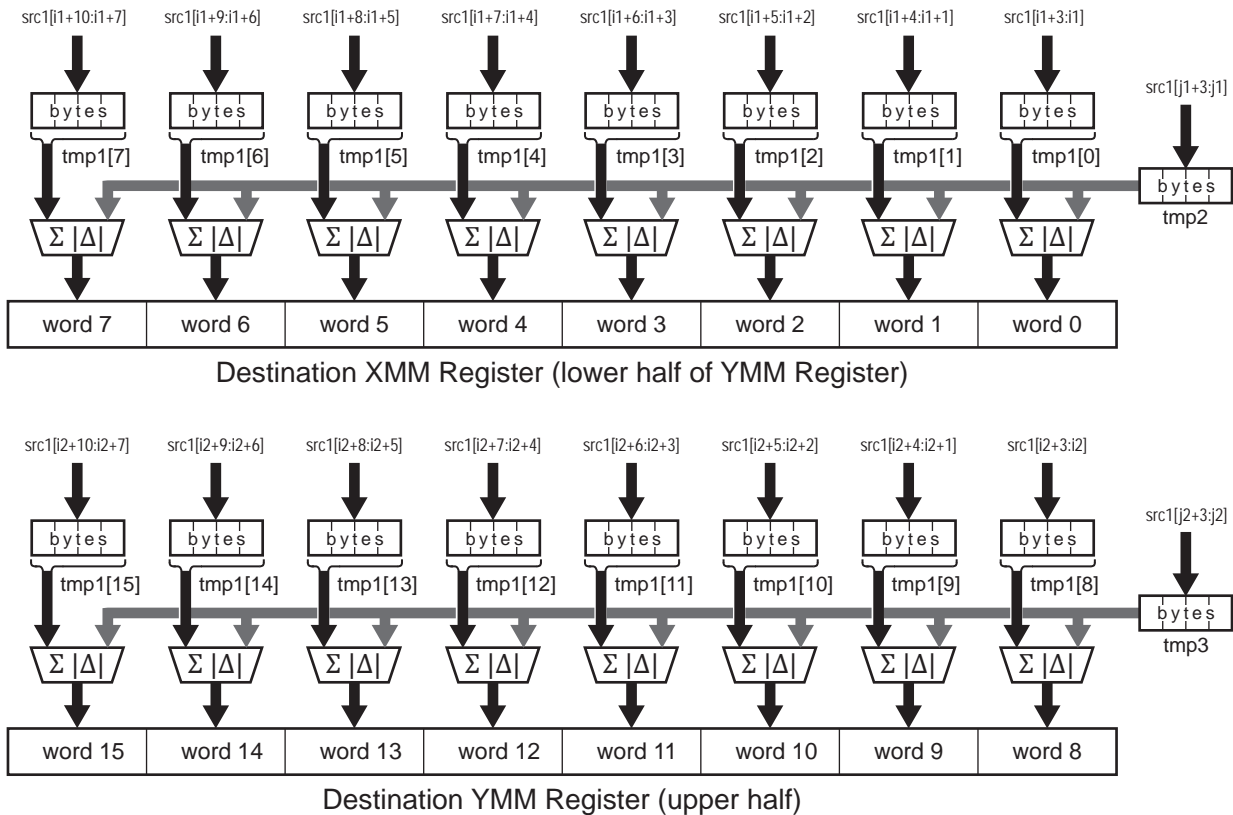 src1[i1+10:i1+7] src1[i1+9:i1+6] src1[i1+8:i1+5] src1[i1+7:i1+4] src1[i1+6:i1+3] src1[i1+5:i1+2] src1[i1+4:i1+1] src1[i1+3:i1]
src1[j1+3:j1]
bytes bytes bytes bytes bytes bytes bytes bytes
tmp1[7] tmp1[6] tmp1[5] tmp1[4] tmp1[3] tmp1[2] tmp1[1] tmp1[0]
bytes
tmp2
Σ |Δ| Σ |Δ| Σ |Δ| Σ |Δ| Σ |Δ| Σ |Δ| Σ |Δ| Σ |Δ|
word 7 word 6 word 5 word 4 word 3 word 2 word 1 word 0
Destination XMM Register (lower half of YMM Register)
src1[i2+10:i2+7] src1[i2+9:i2+6] src1[i2+8:i2+5] src1[i2+7:i2+4] src1[i2+6:i2+3] src1[i2+5:i2+2] src1[i2+4:i2+1] src1[i2+3:i2]
src1[j2+3:j2]
bytes bytes bytes bytes bytes bytes bytes bytes
tmp1[15] tmp1[14] tmp1[13] tmp1[12] tmp1[11] tmp1[10] tmp1[9] tmp1[8]
bytes
tmp3
Σ |Δ| Σ |Δ| Σ |Δ| Σ |Δ| Σ |Δ| Σ |Δ| Σ |Δ| Σ |Δ|
word 15 word 14 word 13 word 12 word 11 word 10 word 9 word 8
Destination YMM Register (upper half)